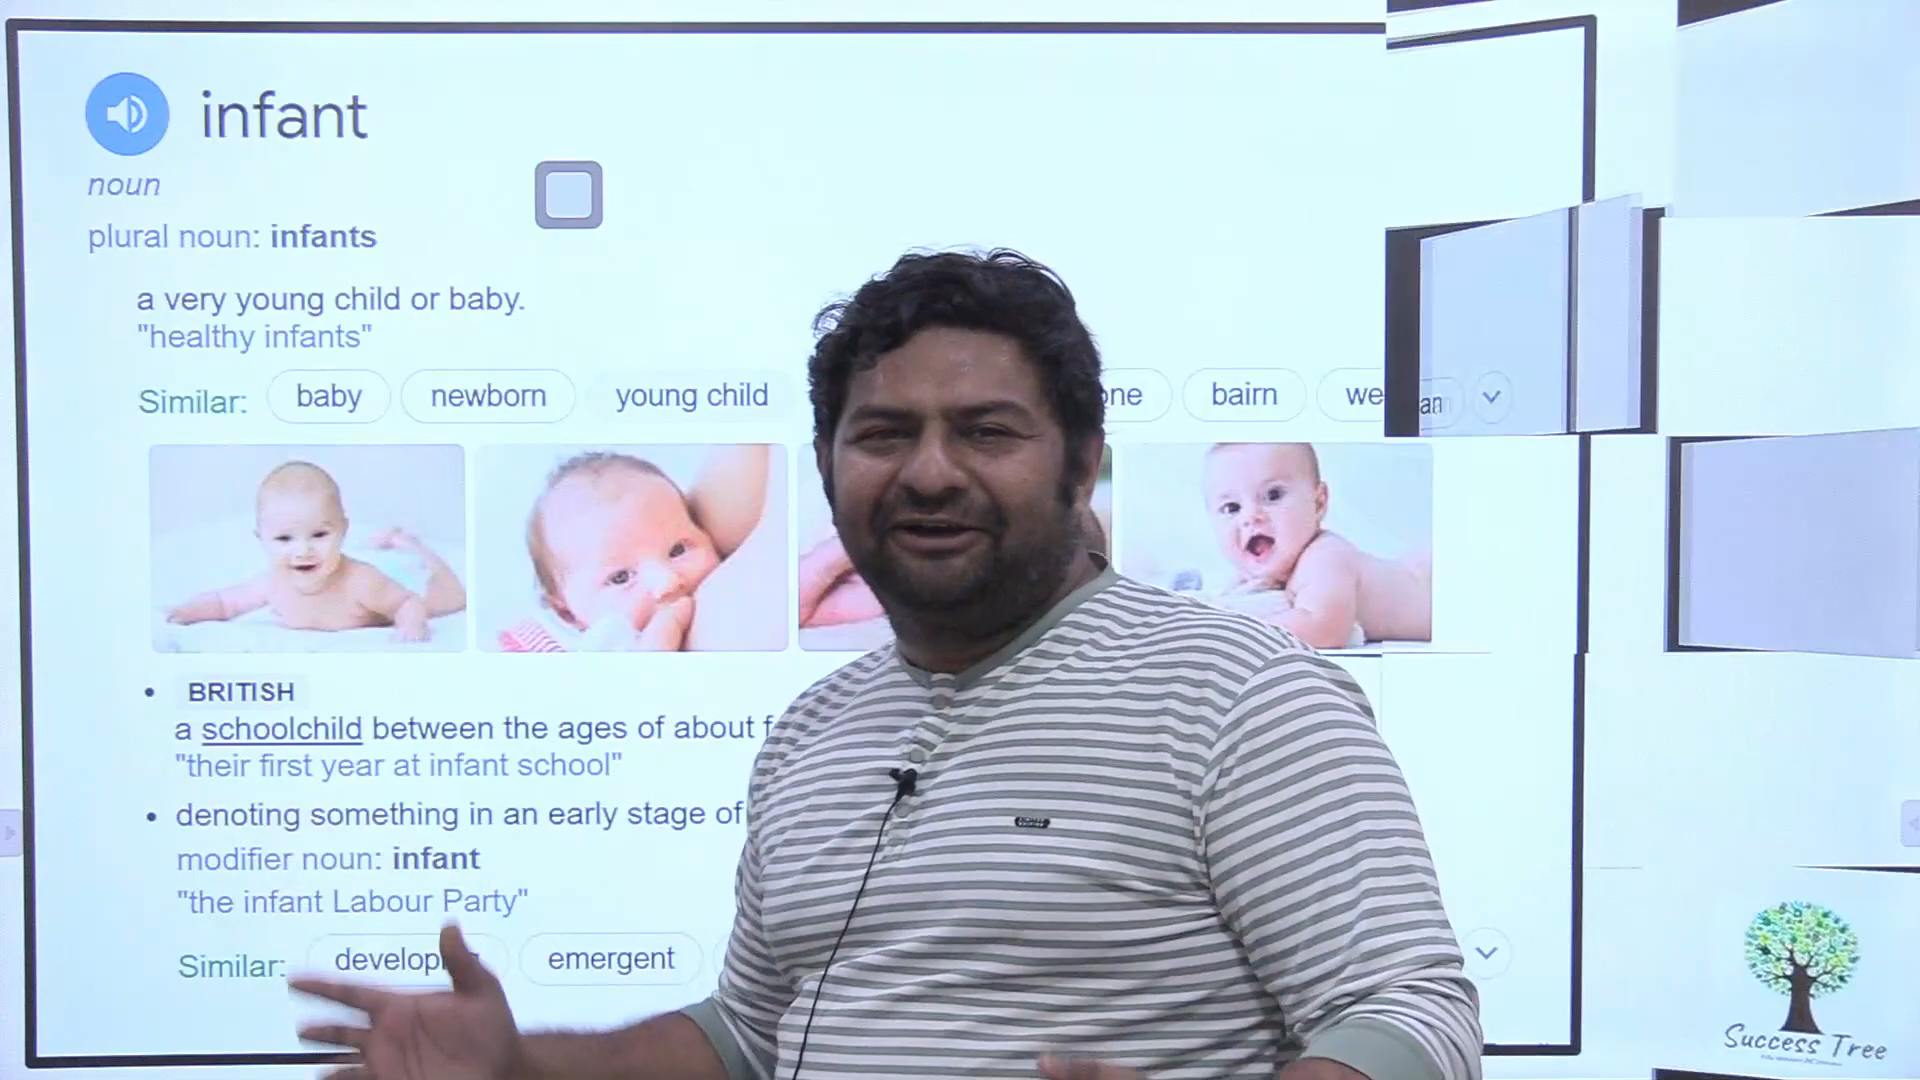 infant
noun
plural noun: infants
a very young child or baby.
"healthy infants"
Similar: baby newborn young child bairn
BRITISH
a schoolchild between the ages of about
"their first year at infant school"
denoting something in an early stage of
modifier noun: infant
"the infant Labour Party"
Similar: emergent
Success Tree